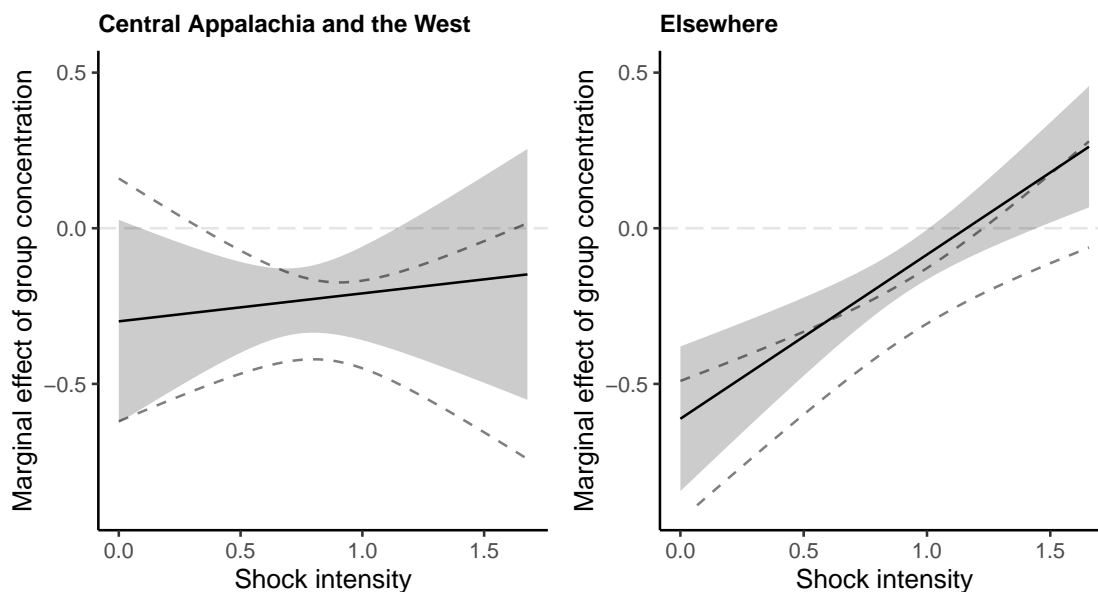 Central Appalachia and the West
Marginal effect of group concentration
0.5
0.0
−0.5
0.0
0.5
1.0
1.5
Shock intensity
Elsewhere
Marginal effect of group concentration
0.5
0.0
−0.5
0.0
0.5
1.0
1.5
Shock intensity